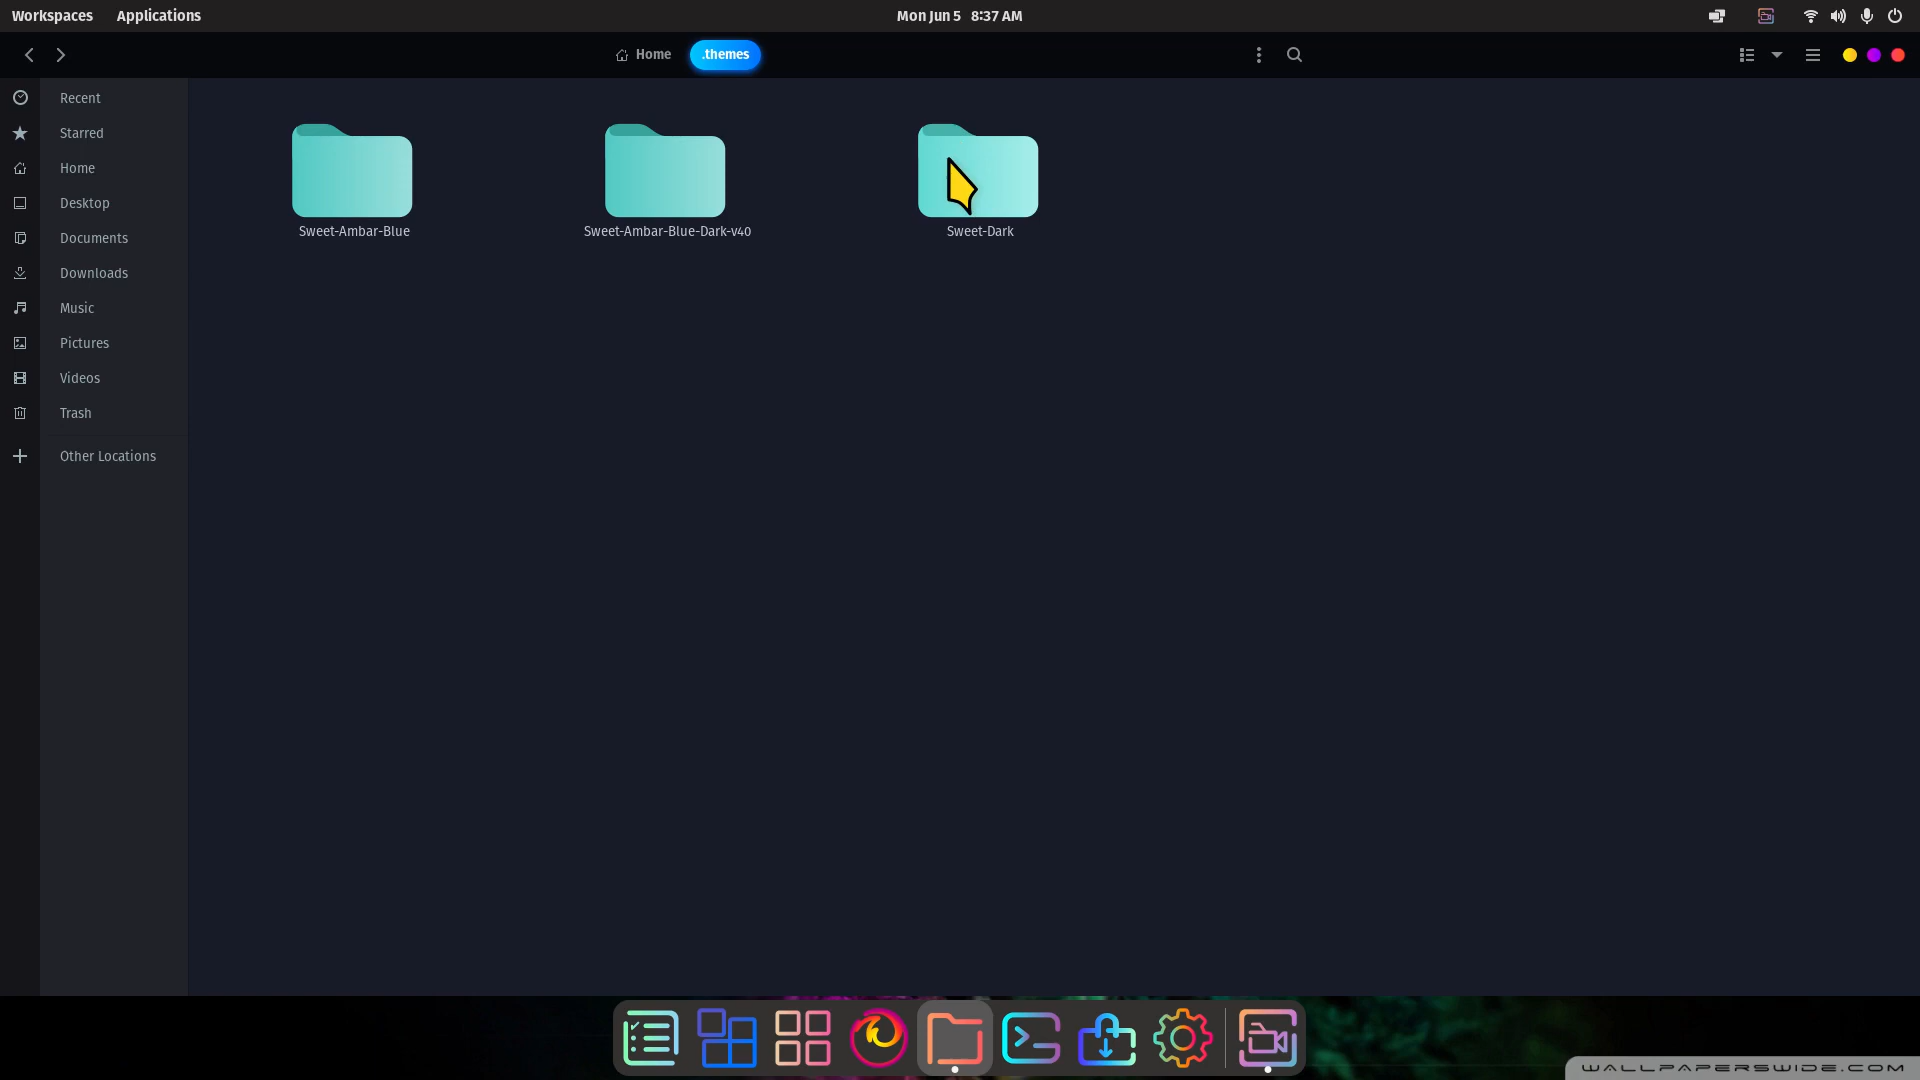 Workspaces Applications Mon Jun 5 8:37 AM
Home .themes
Recent
Starred
Home
Desktop
Documents
Downloads
Music
Pictures
Videos
Trash
Other Locations
Sweet-Ambar-Blue Sweet-Ambar-Blue-Dark-v40 Sweet-Dark
WALLPAPERSWIDE.COM